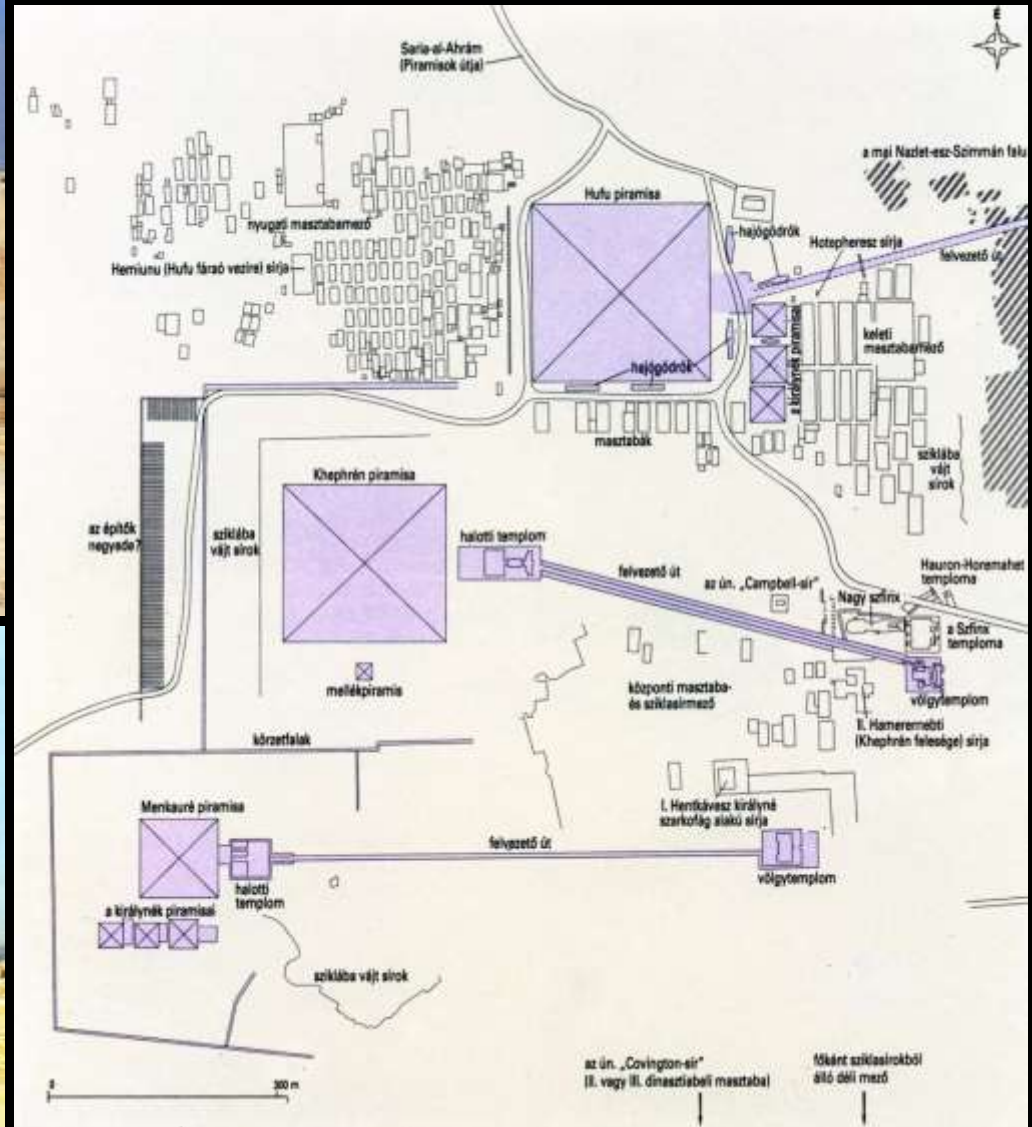 É
Saria-al-Ahrám
(Piramisok útja)
a mai Nazlet-esz-Szimmán falu
Hufu piramisa
nyugati masztabamező
hajógödrök
Hotepheresz sírja
felvezető út
Hemiunu (Hufu fáraó vezíre) sírja
a királynék piramisai
keleti
masztabamező
hajógödrök
masztabák
sziklába
vájt
sírok
Khephrén piramisa
az építők
negyede?
sziklába
vájt sírok
halotti templom
felvezető út
az ún. „Campbell-sír”
Hauron-Horemahet
temploma
Nagy szfinx
a Szfinx
temploma
mellékpiramis
központi masztaba-
és sziklasírmező
völgytemplom
II. Hamerernebti
(Khephrén felesége) sírja
körzetfalak
Menkauré piramisa
I. Hentkávesz királyné
szarkofág alakú sírja
felvezető út
völgytemplom
halotti
templom
a királynék piramisai
sziklába vájt sírok
0 300 m
az ún. „Covington-sír”
(II. vagy III. dinasztiabeli masztaba)
főként sziklasírokból
álló déli mező